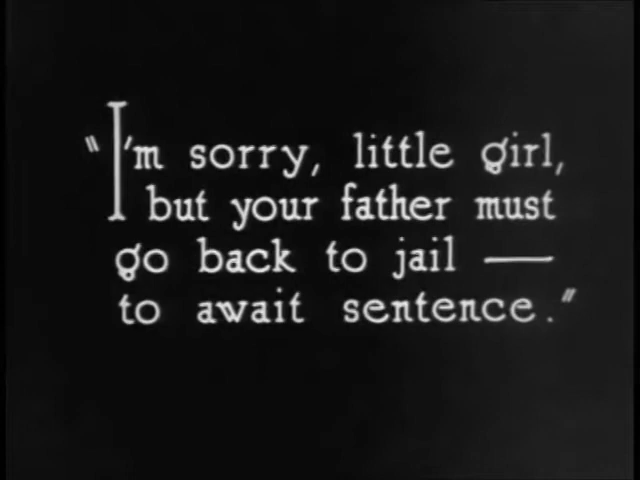 "I'm sorry, little girl,
but your father must
go back to jail —
to await sentence."